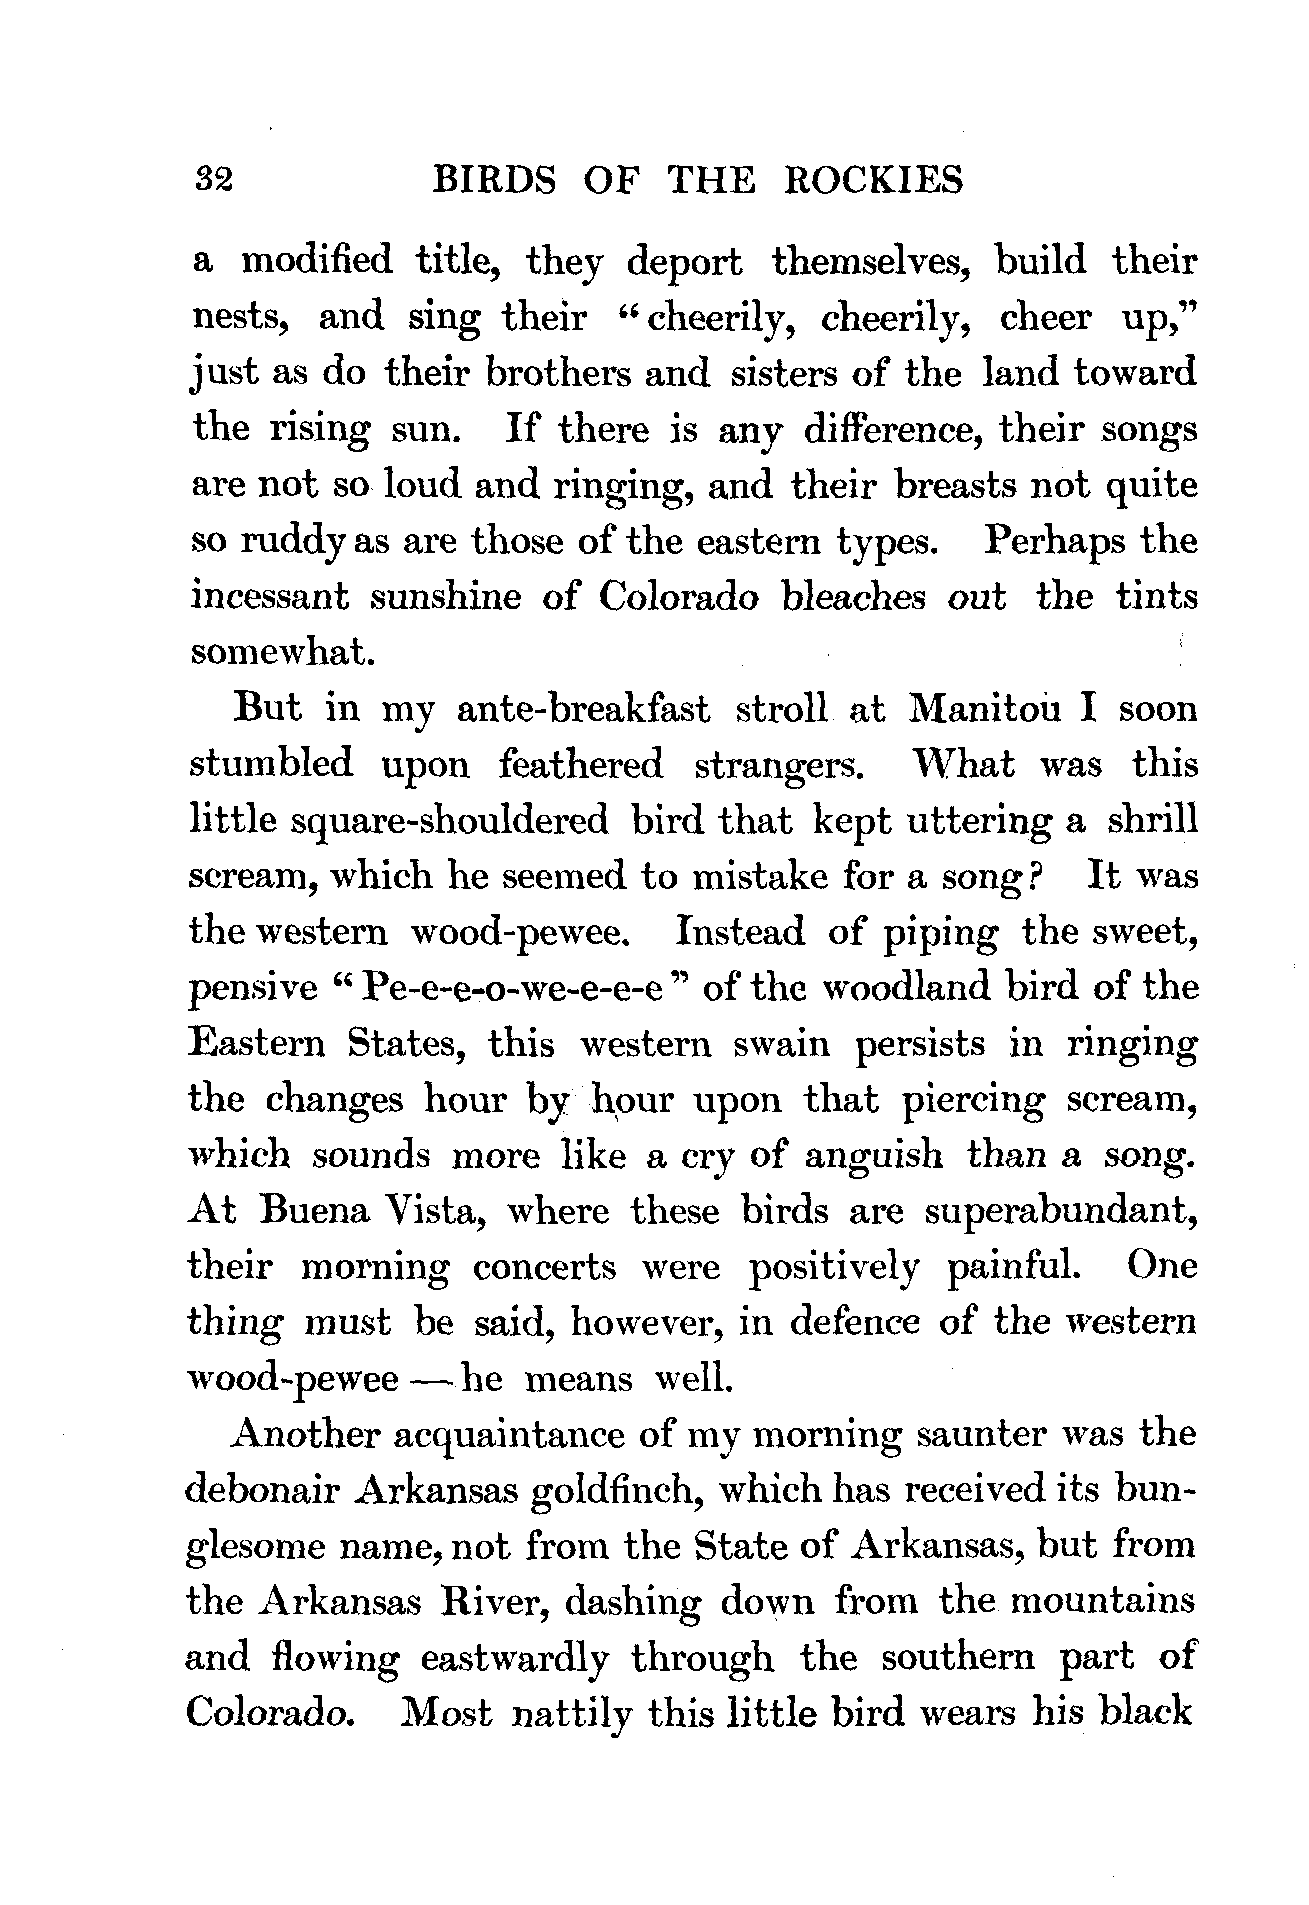 32 BIRDS OF THE ROCKIES
a modified title, they deport themselves, build their
nests, and sing their “cheerily, cheerily, cheer up,”
just as do their brothers and sisters of the land toward
the rising sun. If there is any difference, their songs
are not so loud and ringing, and their breasts not quite
so ruddy as are those of the eastern types. Perhaps the
incessant sunshine of Colorado bleaches out the tints
somewhat.
But in my ante-breakfast stroll at Manitou I soon
stumbled upon feathered strangers. What was this
little square-shouldered bird that kept uttering a shrill
scream, which he seemed to mistake for a song? It was
the western wood-pewee. Instead of piping the sweet,
pensive “Pe-e-e-o-we-e-e-e” of the woodland bird of the
Eastern States, this western swain persists in ringing
the changes hour by hour upon that piercing scream,
which sounds more like a cry of anguish than a song.
At Buena Vista, where these birds are superabundant,
their morning concerts were positively painful. One
thing must be said, however, in defence of the western
wood-pewee — he means well.
Another acquaintance of my morning saunter was the
debonair Arkansas goldfinch, which has received its bun-
glesome name, not from the State of Arkansas, but from
the Arkansas River, dashing down from the mountains
and flowing eastwardly through the southern part of
Colorado. Most nattily this little bird wears his black